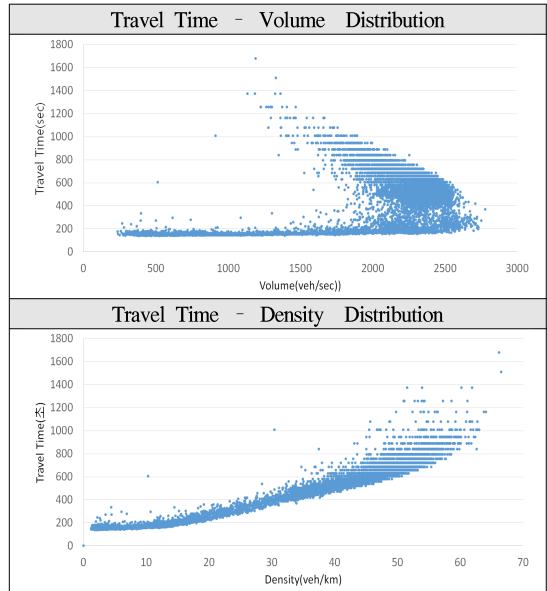 Travel Time - Volume Distribution
1800
1600
1400
1200
1000
800
600
400
200
0
Travel Time(sec)
0 500 1000 1500 2000 2500 3000
Volume(veh/sec))
Travel Time - Density Distribution
1800
1600
1400
1200
1000
800
600
400
200
0
Travel Time(초)
0 10 20 30 40 50 60 70
Density(veh/km)